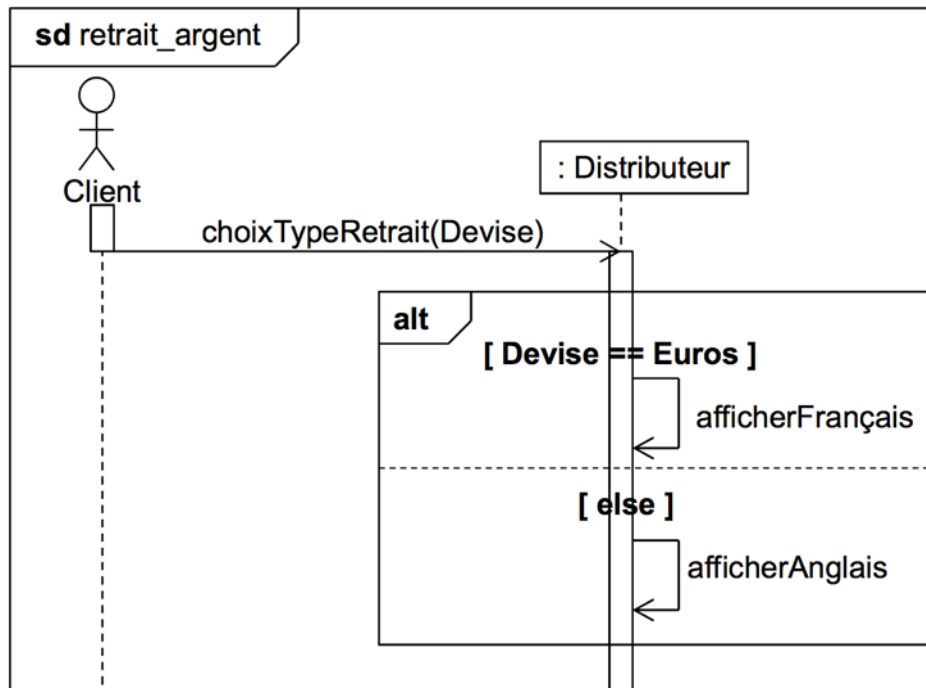 sd retrait_argent
Client
: Distributeur
choixTypeRetrait(Devise)
alt
[ Devise == Euros ]
afficherFrançais
[ else ]
afficherAnglais